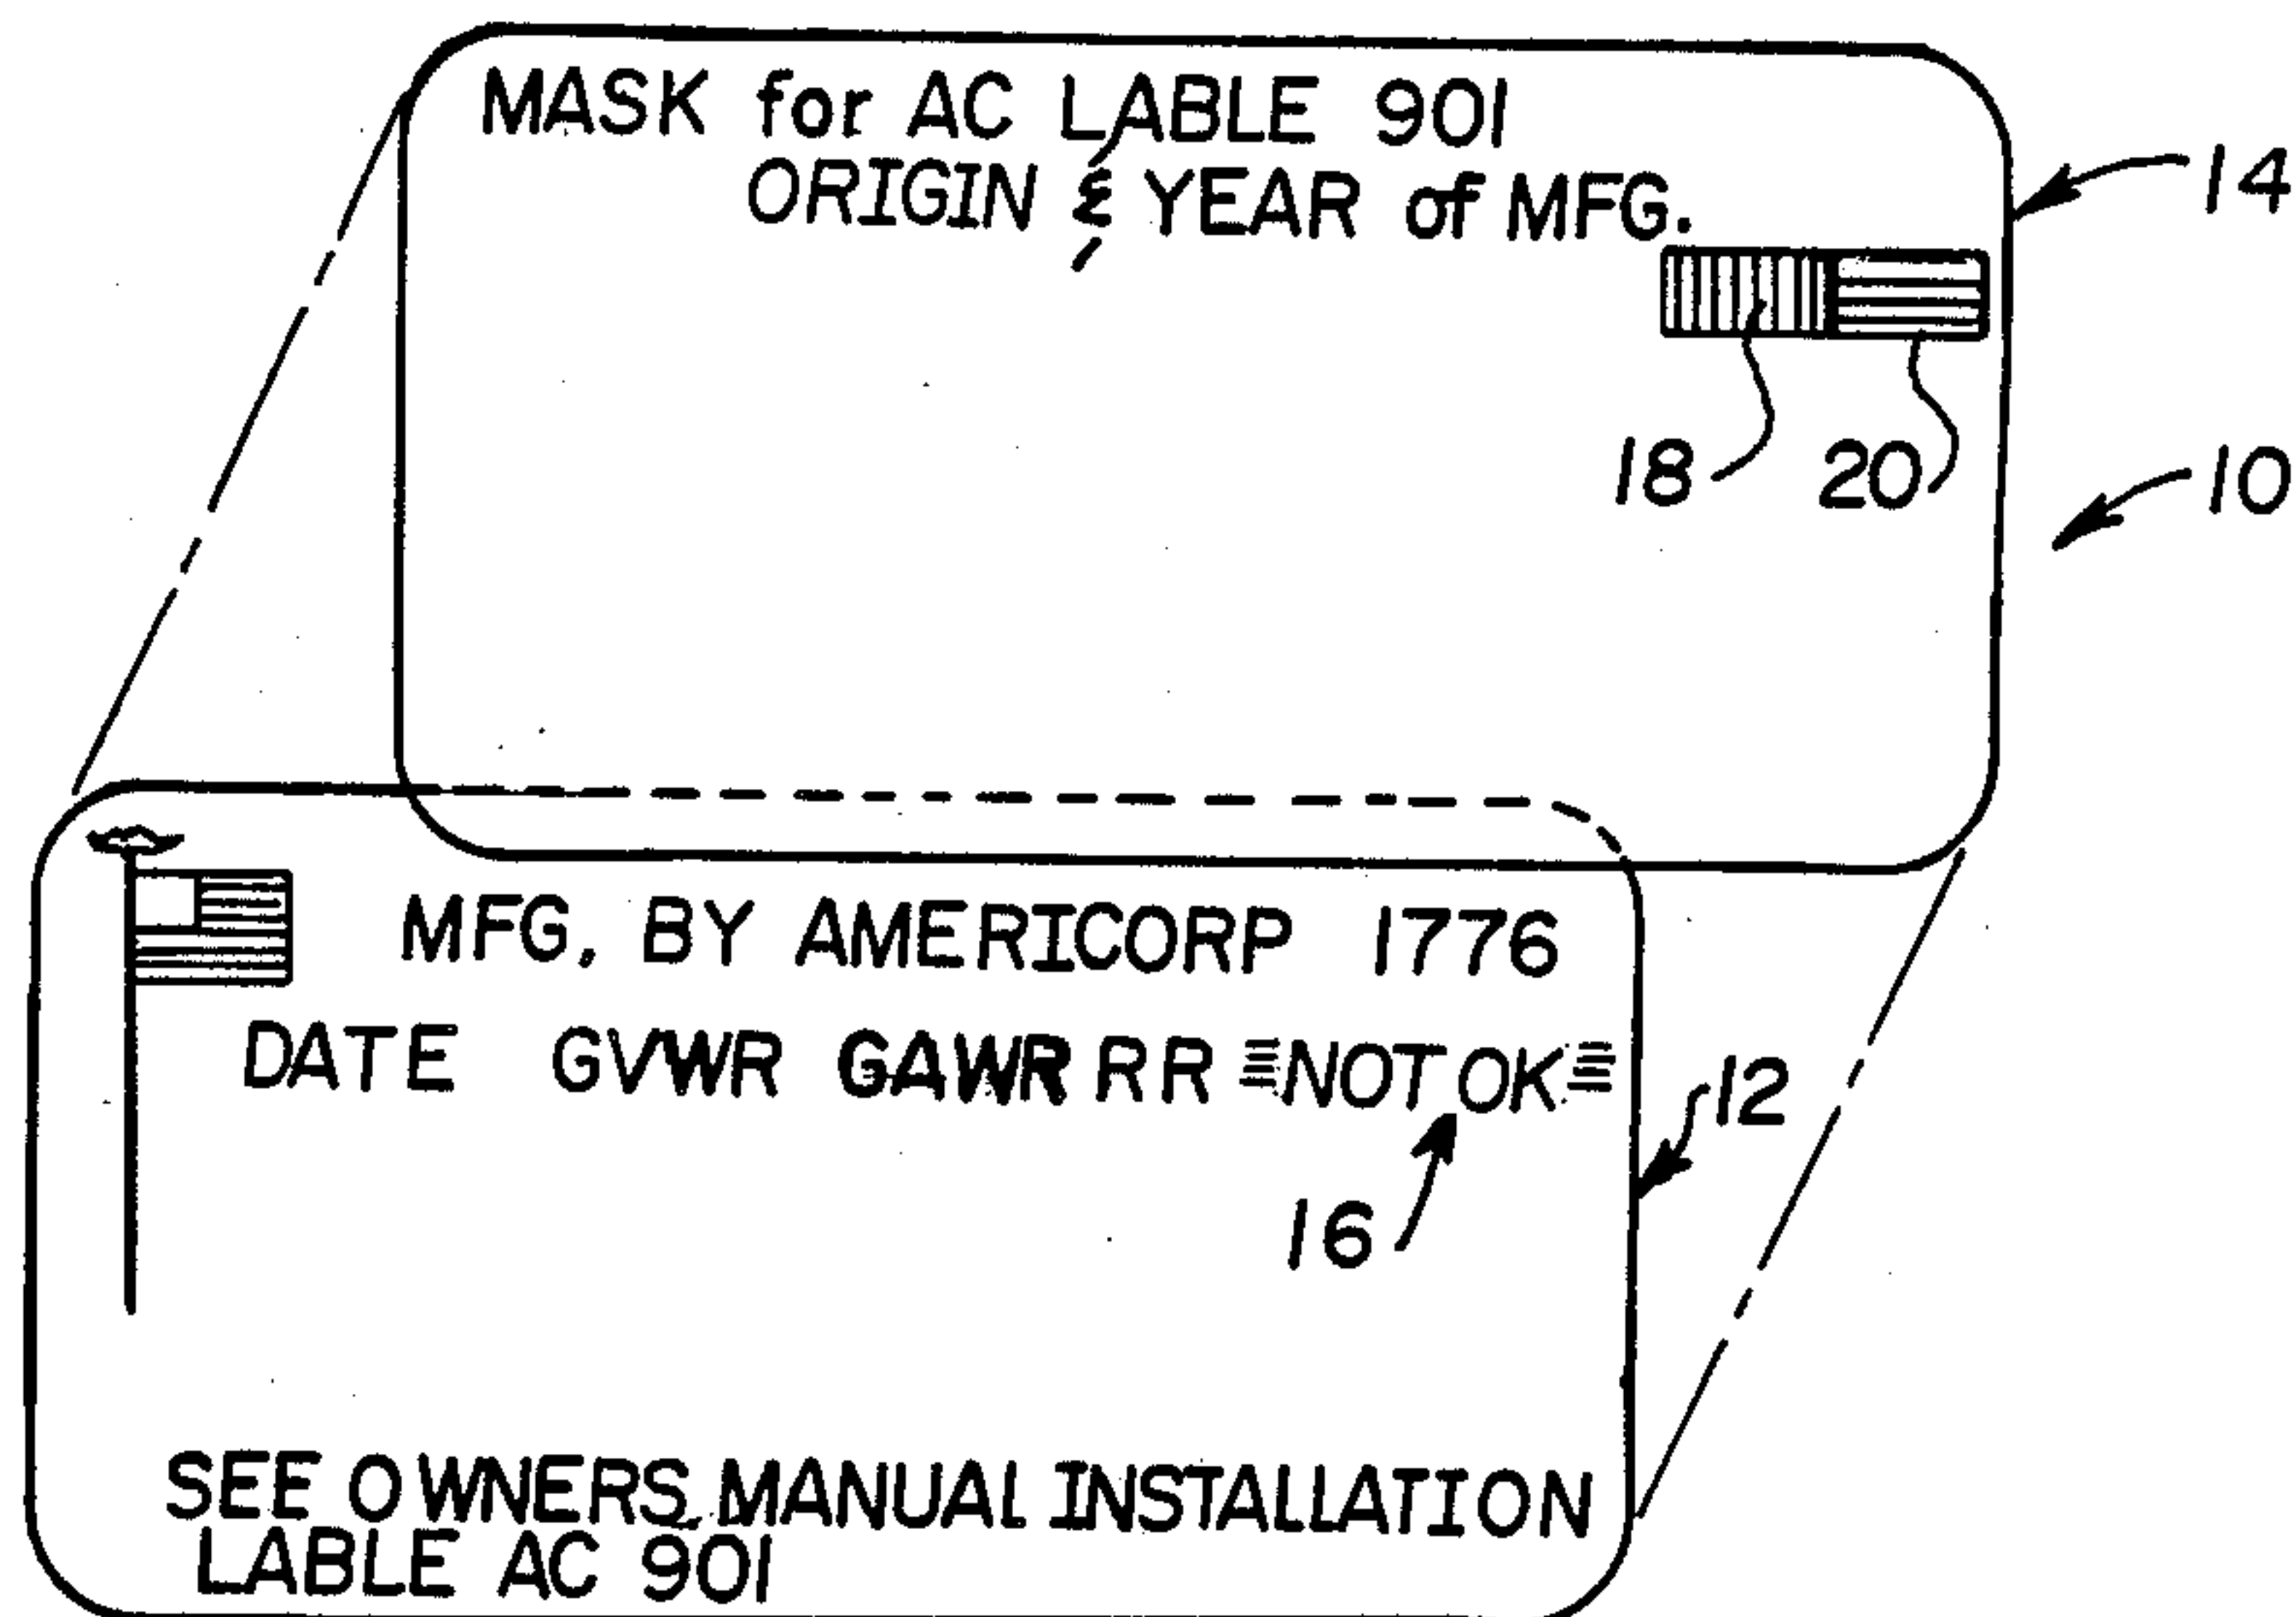 MASK for AC LABLE 901
ORIGIN & YEAR of MFG.
14
18 20
10
MFG. BY AMERICORP 1776
DATE GVWR GAWR RR NOT OK
12
16
SEE OWNERS MANUAL INSTALLATION
LABLE AC 901